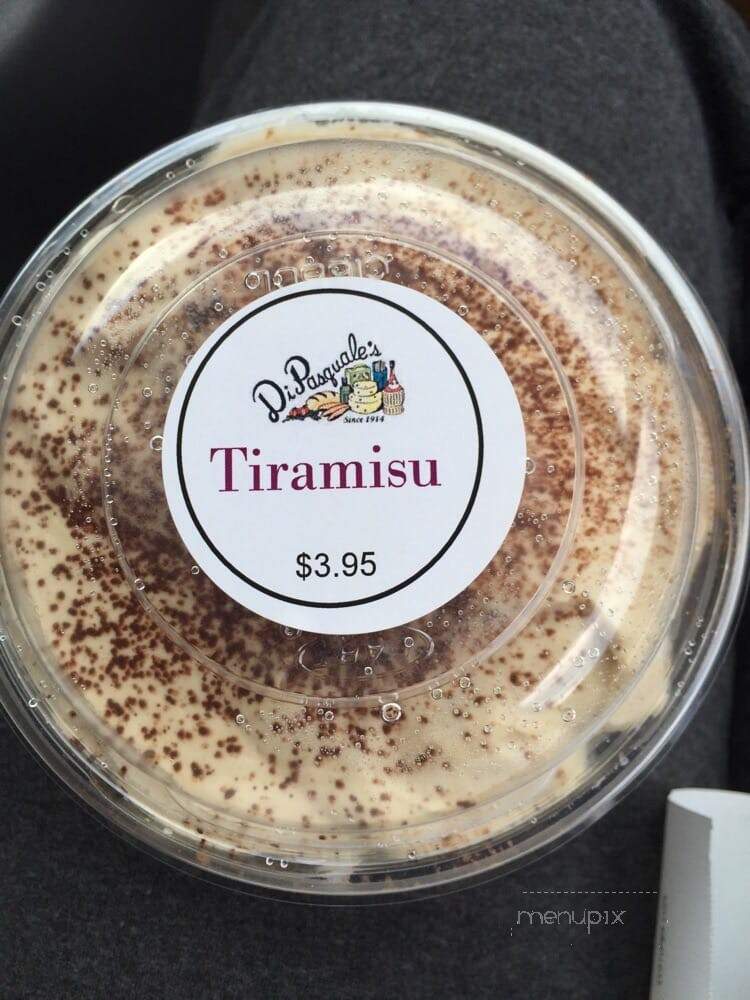 DiPasquale's
Since 1914
Tiramisu
$3.95
menupix